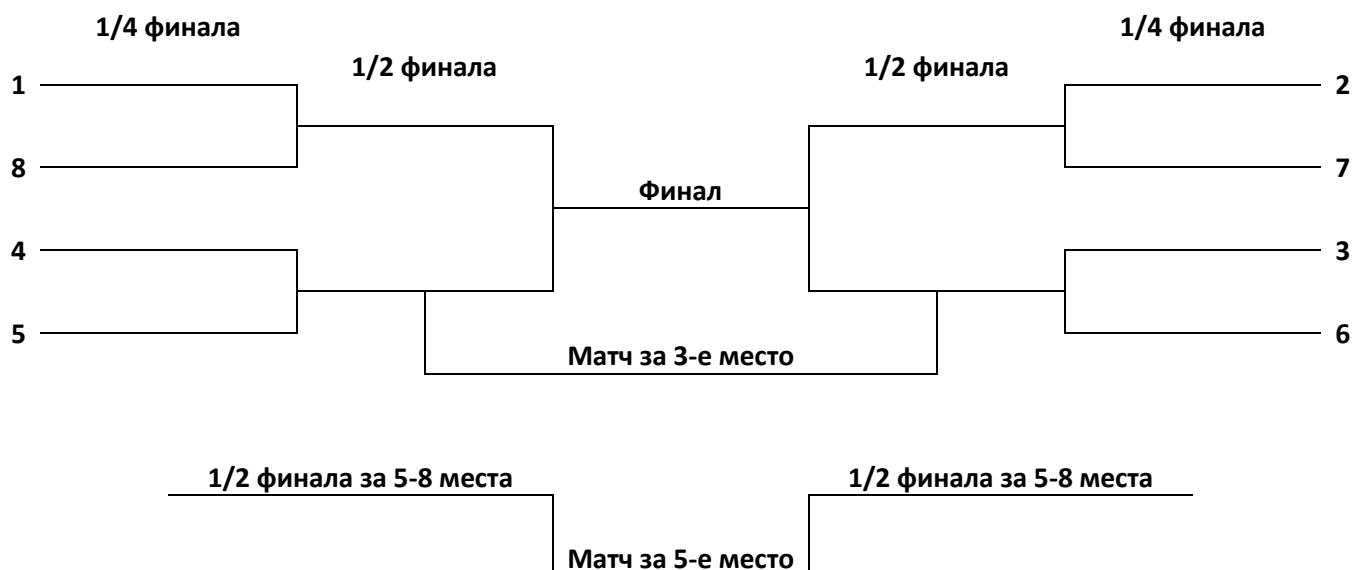 1/4 финала 1/4 финала
1/2 финала 1/2 финала
1 2
8 7
Финал
4 3
5 6
Матч за 3-е место
1/2 финала за 5-8 места 1/2 финала за 5-8 места
Матч за 5-е место